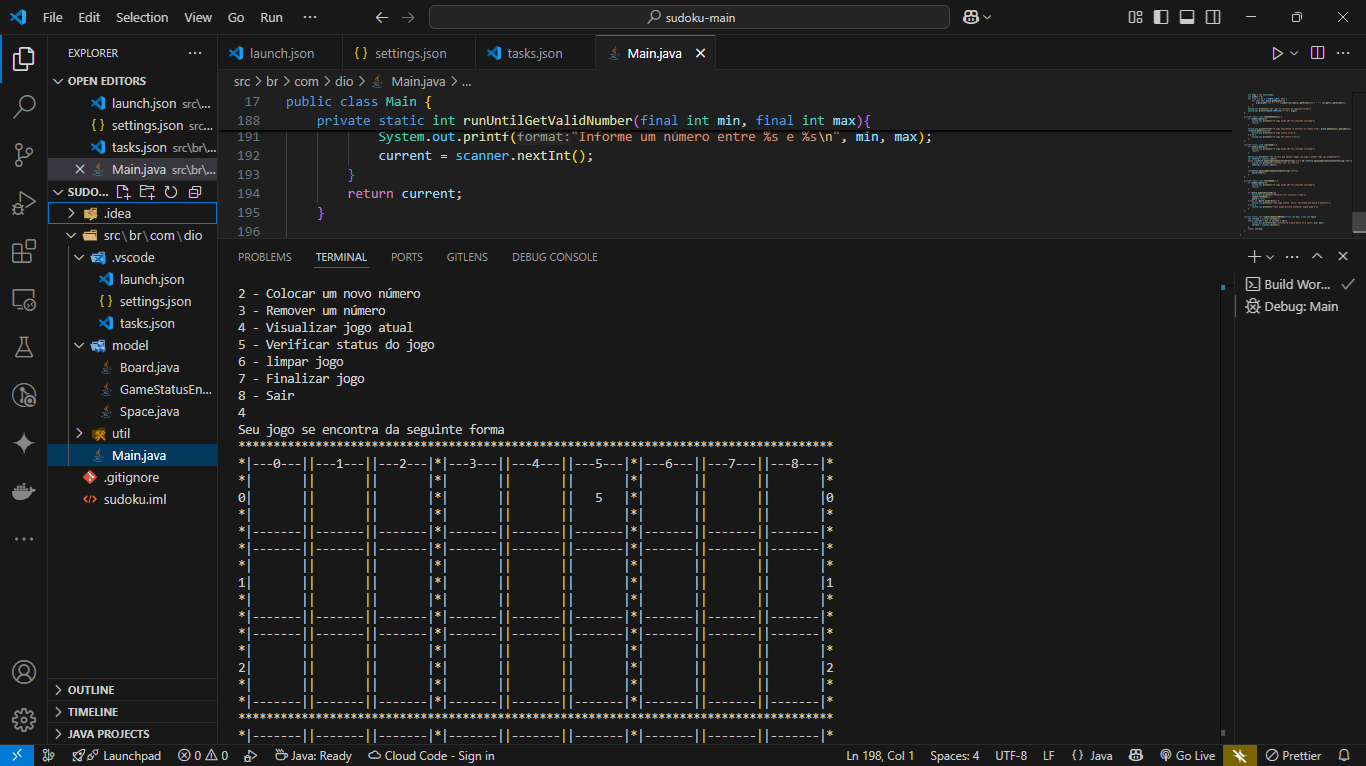 File Edit Selection View Go Run ··· sudoku-main
EXPLORER ···
OPEN EDITORS
launch.json src\...
settings.json src...
tasks.json src\br\...
Main.java src\br\...
SUDO...
.idea
src\br\com\dio
.vscode
launch.json
settings.json
tasks.json
model
Board.java
GameStatusEn...
Space.java
util
Main.java
.gitignore
sudoku.iml
OUTLINE
TIMELINE
JAVA PROJECTS
launch.json settings.json tasks.json Main.java
src > br > com > dio > Main.java > ...
17 public class Main {
188 private static int runUntilGetValidNumber(final int min, final int max){
191 System.out.printf(format:"Informe um número entre %s e %s\n", min, max);
192 current = scanner.nextInt();
193 }
194 return current;
195 }
196
PROBLEMS TERMINAL PORTS GITLENS DEBUG CONSOLE
Build Wor...
Debug: Main
2 - Colocar um novo número
3 - Remover um número
4 - Visualizar jogo atual
5 - Verificar status do jogo
6 - limpar jogo
7 - Finalizar jogo
8 - Sair
4
Seu jogo se encontra da seguinte forma
*************************************************************************************
*|---0---||---1---||---2---|*|---3---||---4---||---5---|*|---6---||---7---||---8---|*
*|       ||       ||       |*|       ||       ||       |*|       ||       ||       |*
0|       ||       ||       |*|       ||       ||   5   |*|       ||       ||       |0
*|       ||       ||       |*|       ||       ||       |*|       ||       ||       |*
*|-------||-------||-------|*|-------||-------||-------|*|-------||-------||-------|*
*|-------||-------||-------|*|-------||-------||-------|*|-------||-------||-------|*
*|       ||       ||       |*|       ||       ||       |*|       ||       ||       |*
1|       ||       ||       |*|       ||       ||       |*|       ||       ||       |1
*|       ||       ||       |*|       ||       ||       |*|       ||       ||       |*
*|-------||-------||-------|*|-------||-------||-------|*|-------||-------||-------|*
*|-------||-------||-------|*|-------||-------||-------|*|-------||-------||-------|*
*|       ||       ||       |*|       ||       ||       |*|       ||       ||       |*
2|       ||       ||       |*|       ||       ||       |*|       ||       ||       |2
*|       ||       ||       |*|       ||       ||       |*|       ||       ||       |*
*|-------||-------||-------|*|-------||-------||-------|*|-------||-------||-------|*
*************************************************************************************
*|-------||-------||-------|*|-------||-------||-------|*|-------||-------||-------|*
Launchpad 0 0 Java: Ready Cloud Code - Sign in Ln 198, Col 1 Spaces: 4 UTF-8 LF { } Java Go Live Prettier